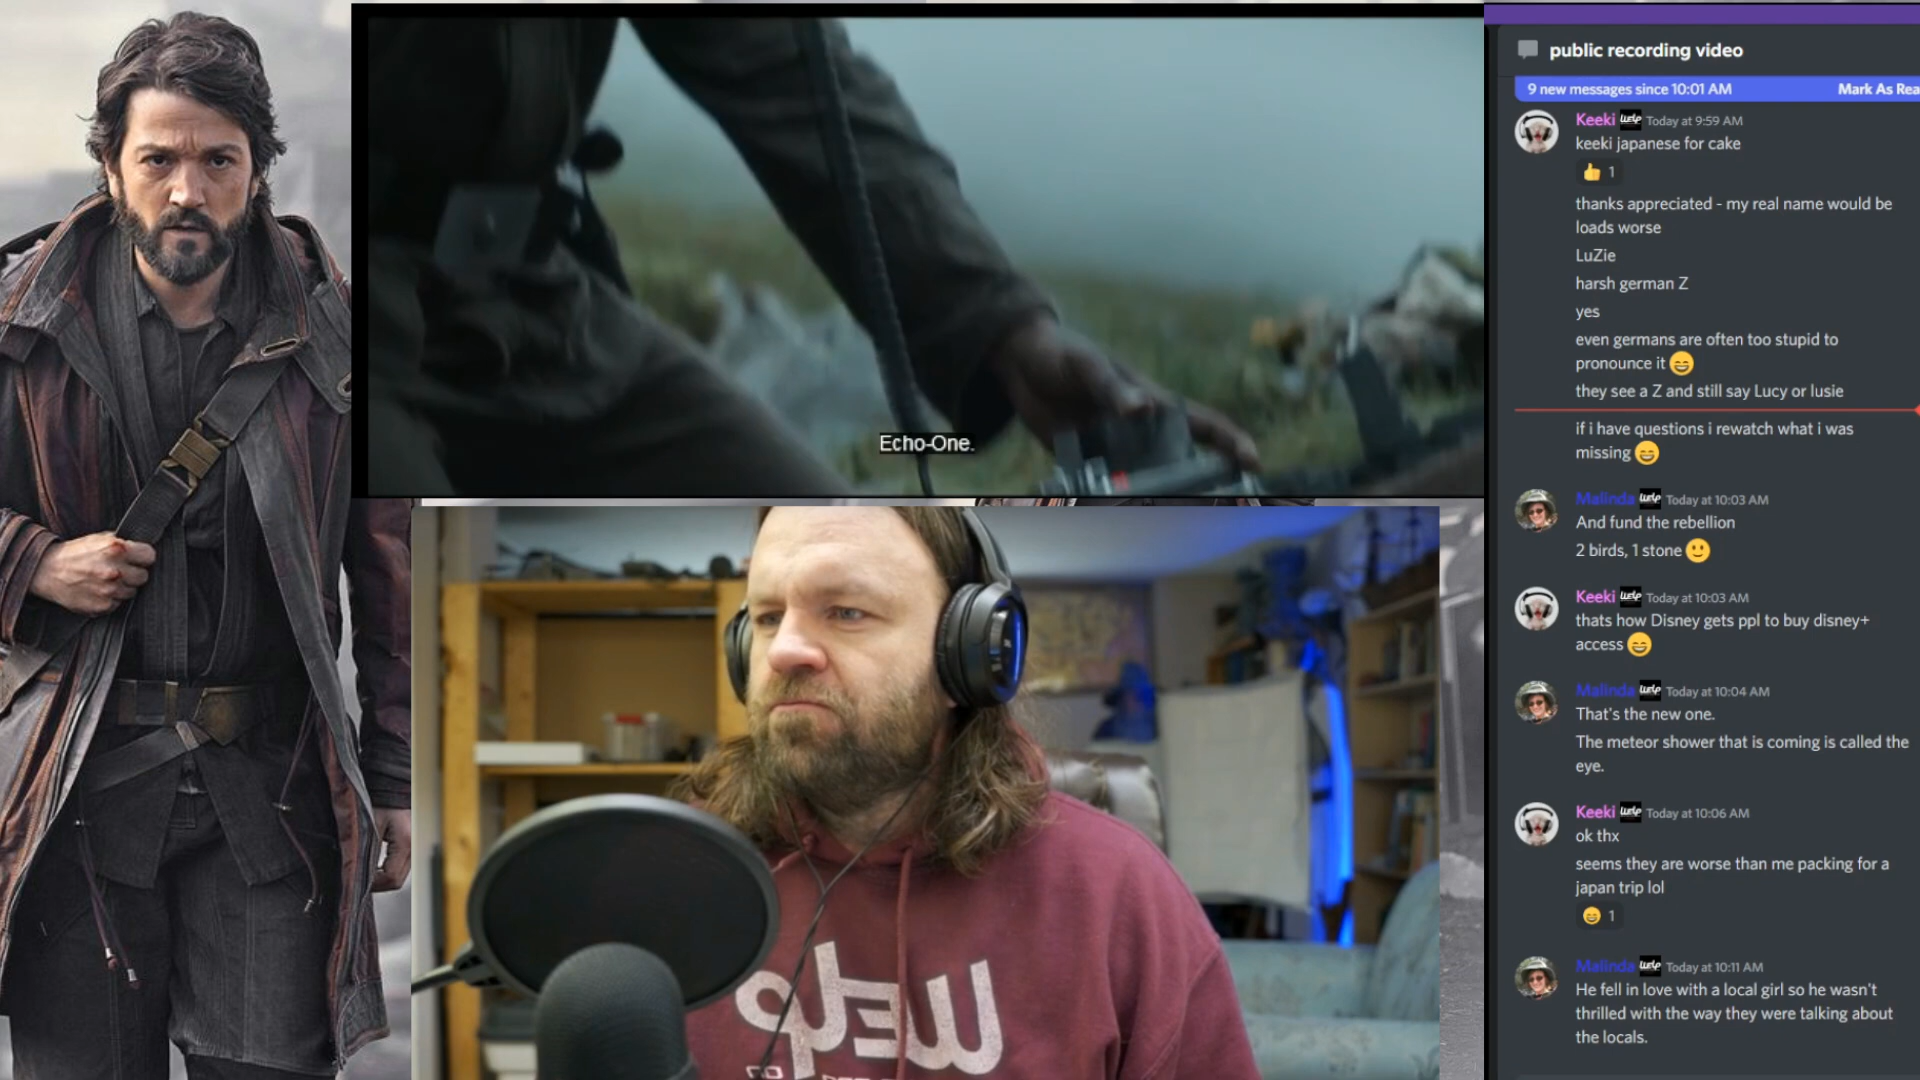 public recording video
9 new messages since 10:01 AM Mark As Rea
Keeki Welp Today at 9:59 AM
keeki japanese for cake
1
thanks appreciated - my real name would be
loads worse
LuZie
harsh german Z
yes
even germans are often too stupid to
pronounce it 😄
they see a Z and still say Lucy or lusie
if i have questions i rewatch what i was
missing 😄
Malinda Welp Today at 10:03 AM
And fund the rebellion
2 birds, 1 stone 🙂
Keeki Welp Today at 10:03 AM
thats how Disney gets ppl to buy disney+
access 😄
Malinda Welp Today at 10:04 AM
That's the new one.
The meteor shower that is coming is called the
eye.
Keeki Welp Today at 10:06 AM
ok thx
seems they are worse than me packing for a
japan trip lol
1
Malinda Welp Today at 10:11 AM
He fell in love with a local girl so he wasn't
thrilled with the way they were talking about
the locals.
Echo-One.
welp